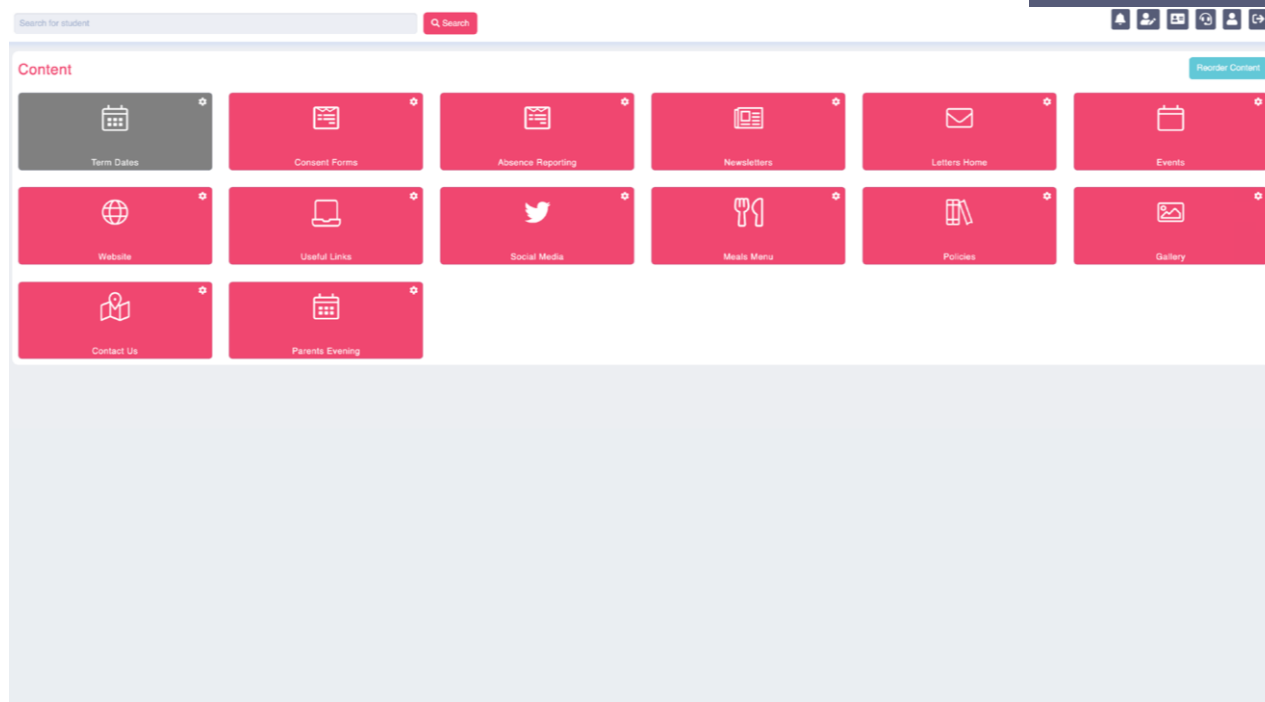 Search for student
Search
Content
Reorder Content
Term Dates
Consent Forms
Absence Reporting
Newsletters
Letters Home
Events
Website
Useful Links
Social Media
Meals Menu
Policies
Gallery
Contact Us
Parents Evening